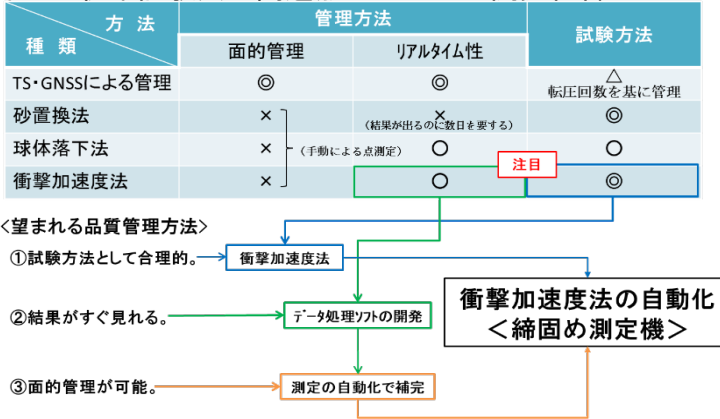 方 法
種 類
管理方法
試験方法
面的管理
リアルタイム性
TS・GNSSによる管理 ◎ ◎ △
転圧回数を基に管理
砂置換法 × × ◎
(結果が出るのに数日を要する)
球体落下法 × (手動による点測定) ○ ○
注目
衝撃加速度法 × ○ ◎
<望まれる品質管理方法>
①試験方法として合理的。 衝撃加速度法
②結果がすぐ見れる。 データ処理ソフトの開発
③面的管理が可能。 測定の自動化で補完
衝撃加速度法の自動化
<締固め測定機>